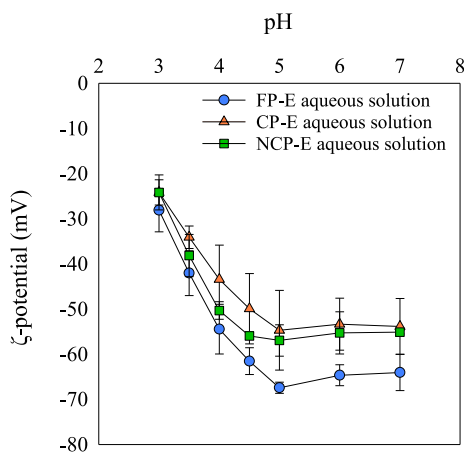 pH
2 3 4 5 6 7 8
0
-10
-20
-30
-40
-50
-60
-70
-80
ζ-potential (mV)
FP-E aqueous solution
CP-E aqueous solution
NCP-E aqueous solution